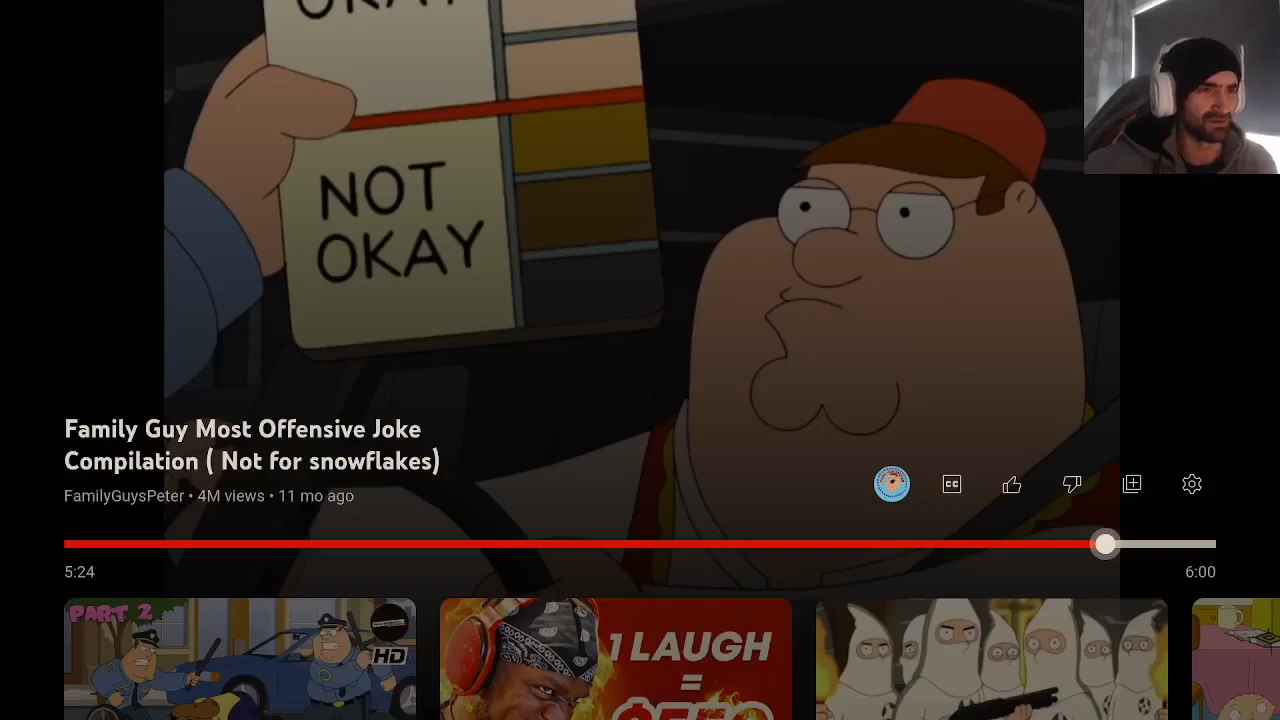 OKAY
NOT
OKAY
Family Guy Most Offensive Joke
Compilation ( Not for snowflakes)
FamilyGuysPeter • 4M views • 11 mo ago
5:24
6:00
PART 2
HD
1 LAUGH
=